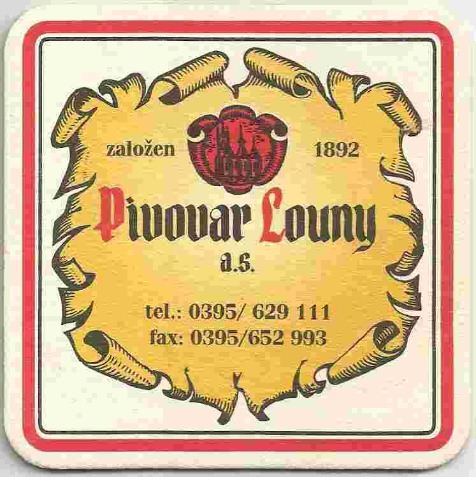 založen 1892
Pivovar Louny
a.s.
tel.: 0395/ 629 111
fax: 0395/652 993